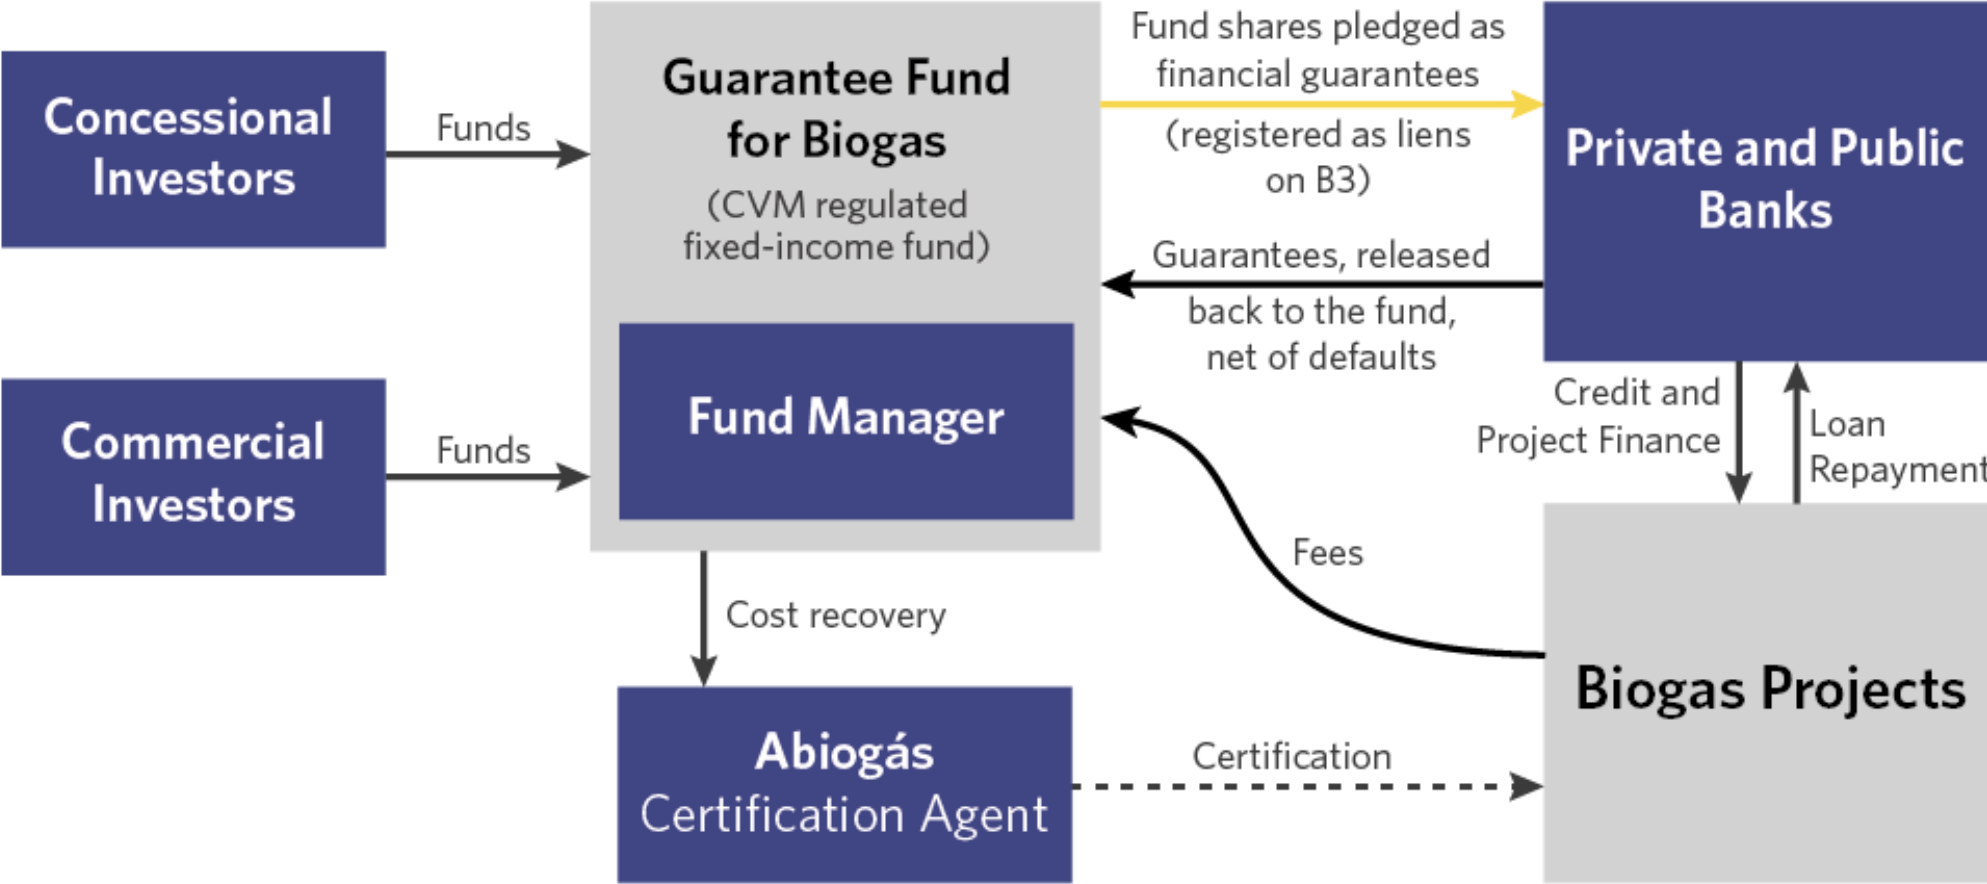 Concessional
Investors
Funds
Commercial
Investors
Funds
Guarantee Fund
for Biogas
(CVM regulated
fixed-income fund)
Fund Manager
Fund shares pledged as
financial guarantees
(registered as liens
on B3)
Guarantees, released
back to the fund,
net of defaults
Private and Public
Banks
Credit and
Project Finance
Loan
Repayment
Fees
Cost recovery
Abiogás
Certification Agent
Certification
Biogas Projects